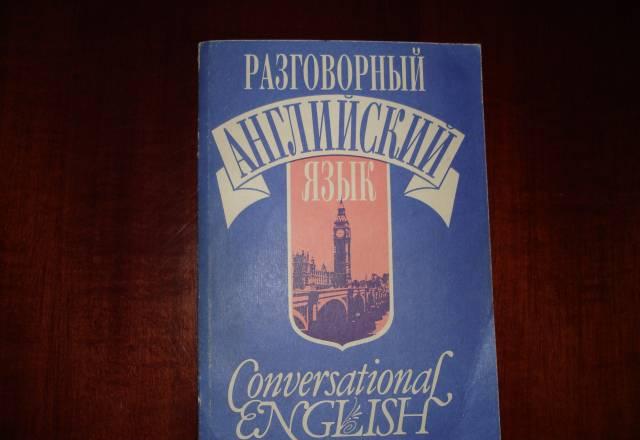 РАЗГОВОРНЫЙ
АНГЛИЙСКИЙ
ЯЗЫК
Conversational
ENGLISH